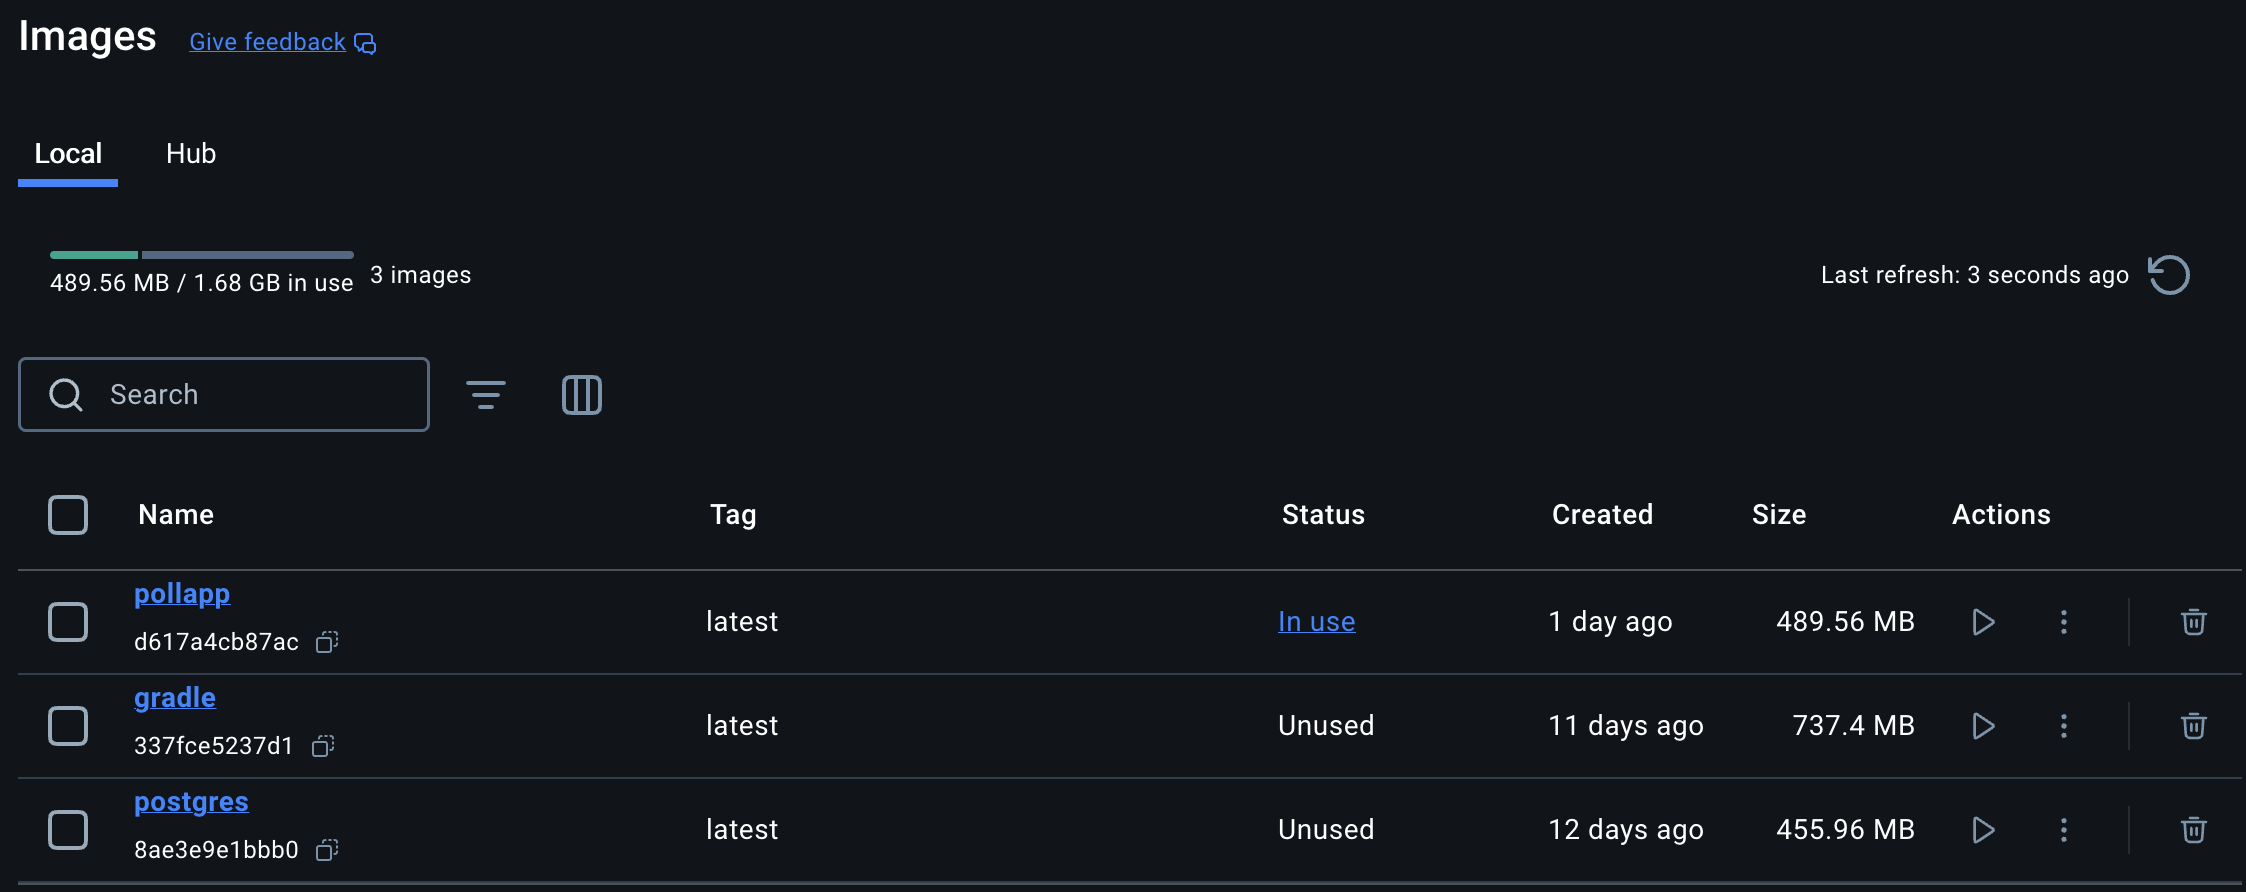 Images Give feedback
Local Hub
489.56 MB / 1.68 GB in use 3 images Last refresh: 3 seconds ago
Search
Name Tag Status Created Size Actions
pollapp
d617a4cb87ac latest In use 1 day ago 489.56 MB
gradle
337fce5237d1 latest Unused 11 days ago 737.4 MB
postgres
8ae3e9e1bbb0 latest Unused 12 days ago 455.96 MB